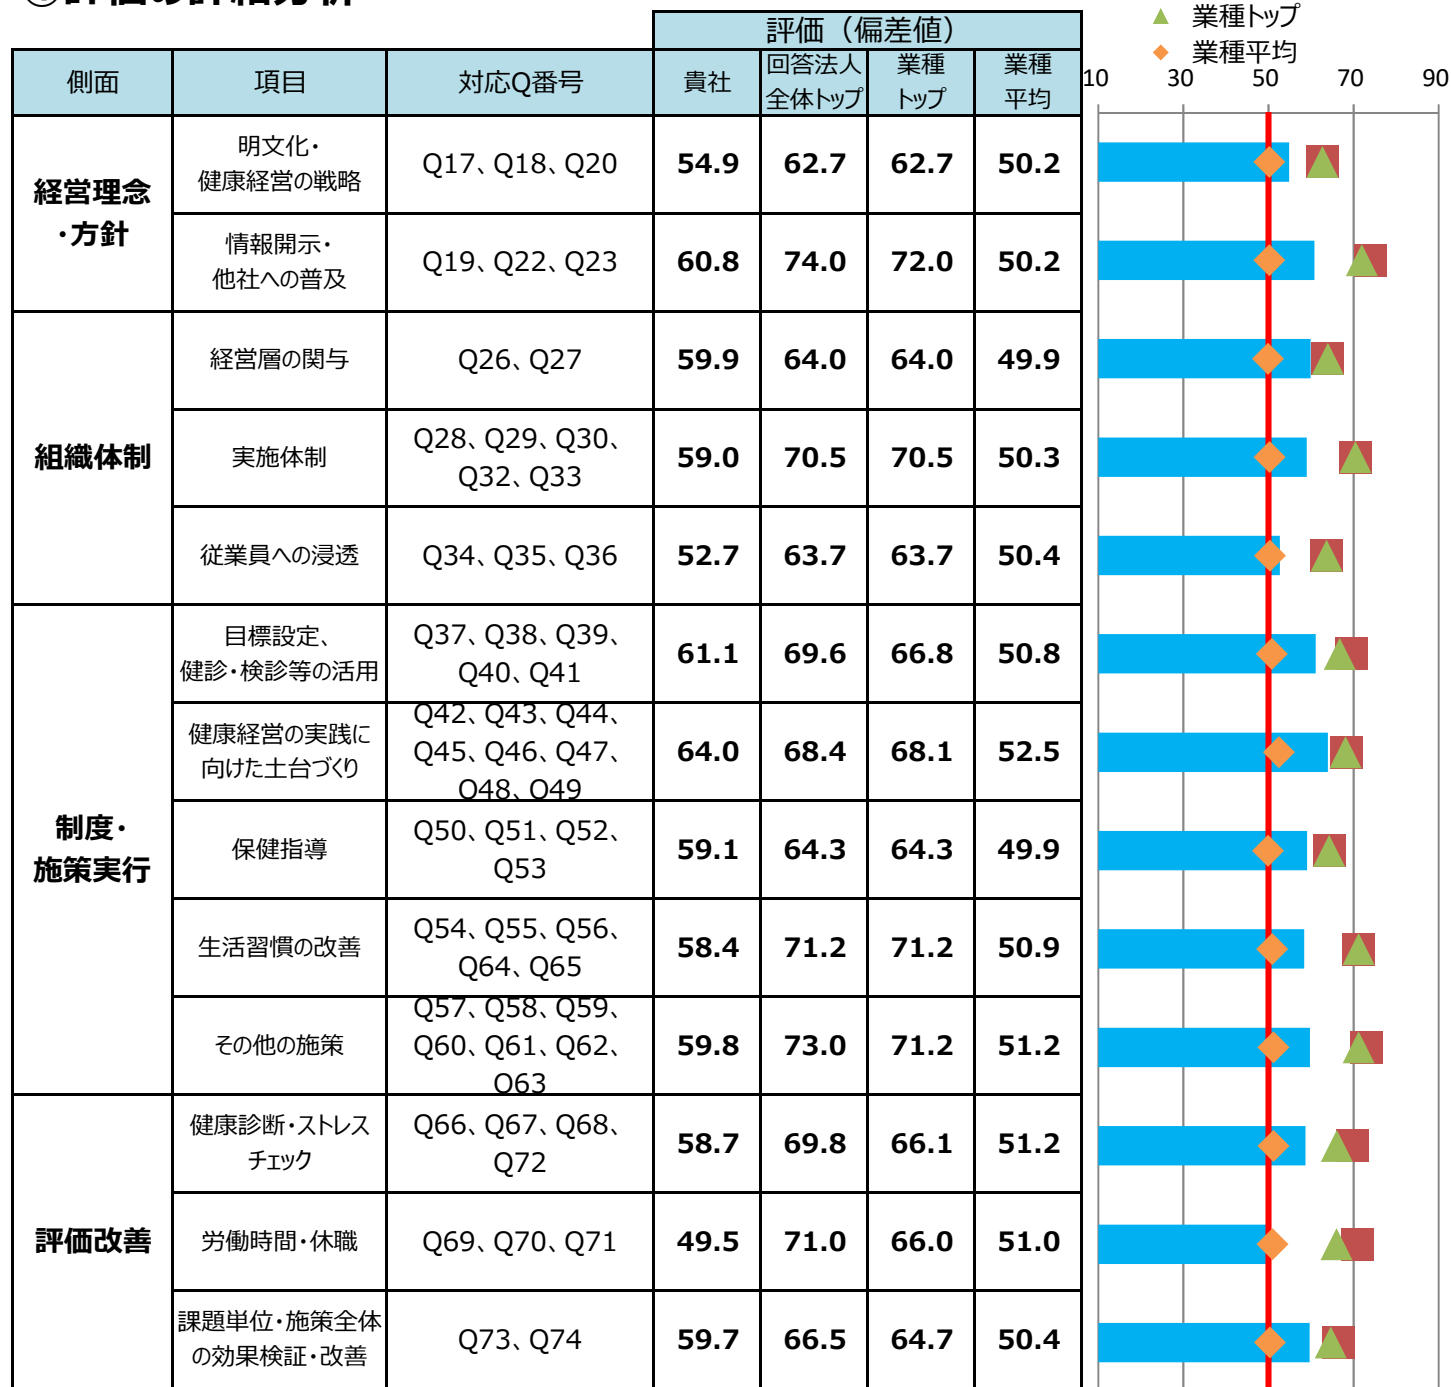 ①評価の詳細分析
▲ 業種トップ
◆ 業種平均
評価（偏差値）
側面 項目 対応Q番号 貴社 回答法人 業種 業種
全体トップ トップ 平均
10 30 50 70 90
経営理念
・方針
明文化・
健康経営の戦略
Q17、Q18、Q20 54.9 62.7 62.7 50.2
情報開示・
他社への普及
Q19、Q22、Q23 60.8 74.0 72.0 50.2
組織体制
経営層の関与 Q26、Q27 59.9 64.0 64.0 49.9
実施体制
Q28、Q29、Q30、
Q32、Q33
59.0 70.5 70.5 50.3
従業員への浸透 Q34、Q35、Q36 52.7 63.7 63.7 50.4
制度・
施策実行
目標設定、
健診・検診等の活用
Q37、Q38、Q39、
Q40、Q41
61.1 69.6 66.8 50.8
健康経営の実践に
向けた土台づくり
Q42、Q43、Q44、
Q45、Q46、Q47、
Q48、Q49
64.0 68.4 68.1 52.5
保健指導
Q50、Q51、Q52、
Q53
59.1 64.3 64.3 49.9
生活習慣の改善
Q54、Q55、Q56、
Q64、Q65
58.4 71.2 71.2 50.9
その他の施策
Q57、Q58、Q59、
Q60、Q61、Q62、
Q63
59.8 73.0 71.2 51.2
評価改善
健康診断・ストレス
チェック
Q66、Q67、Q68、
Q72
58.7 69.8 66.1 51.2
労働時間・休職 Q69、Q70、Q71 49.5 71.0 66.0 51.0
課題単位・施策全体
の効果検証・改善
Q73、Q74 59.7 66.5 64.7 50.4